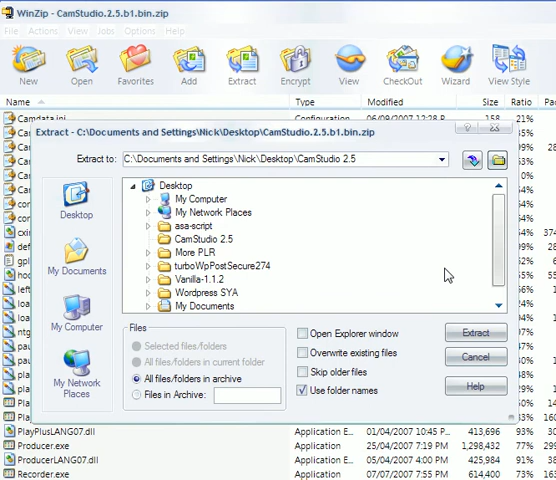 WinZip - CamStudio.2.5.b1.bin.zip
File Actions View Jobs Options Help
New Open Favorites Add Extract Encrypt View CheckOut Wizard View Style
Name Type Modified Size Ratio
Camdata.ini Configuration 06/09/2007 12:28 158 21%
Extract - C:\Documents and Settings\Nick\Desktop\CamStudio.2.5.b1.bin.zip
Extract to: C:\Documents and Settings\Nick\Desktop\CamStudio 2.5
Desktop
My Documents
My Computer
My Network Places
Desktop
My Computer
My Network Places
asa-script
CamStudio 2.5
More PLR
turboWpPostSecure274
Vanilla-1.1.2
Wordpress SYA
My Documents
Files
Selected files/folders
All files/folders in current folder
All files/folders in archive
Files in Archive:
Open Explorer window
Overwrite existing files
Skip older files
Use folder names
Extract
Cancel
Help
PlayPlusLANG07.dll Application E... 01/04/2007 10:45 P... 413,696 93%
Producer.exe Application 25/04/2007 7:19 PM 1,298,432 77%
ProducerLANG07.dll Application E... 05/04/2007 4:00 PM 425,984 91%
Recorder.exe Application 07/07/2007 7:55 PM 614,400 64%